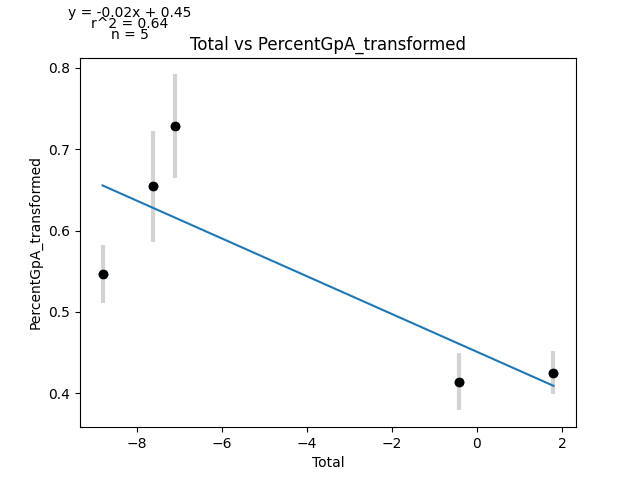 y = -0.02x + 0.45
r^2 = 0.64
n = 5
Total vs PercentGpA_transformed
PercentGpA_transformed
0.8
0.7
0.6
0.5
0.4
−8
−6
−4
−2
0
2
Total